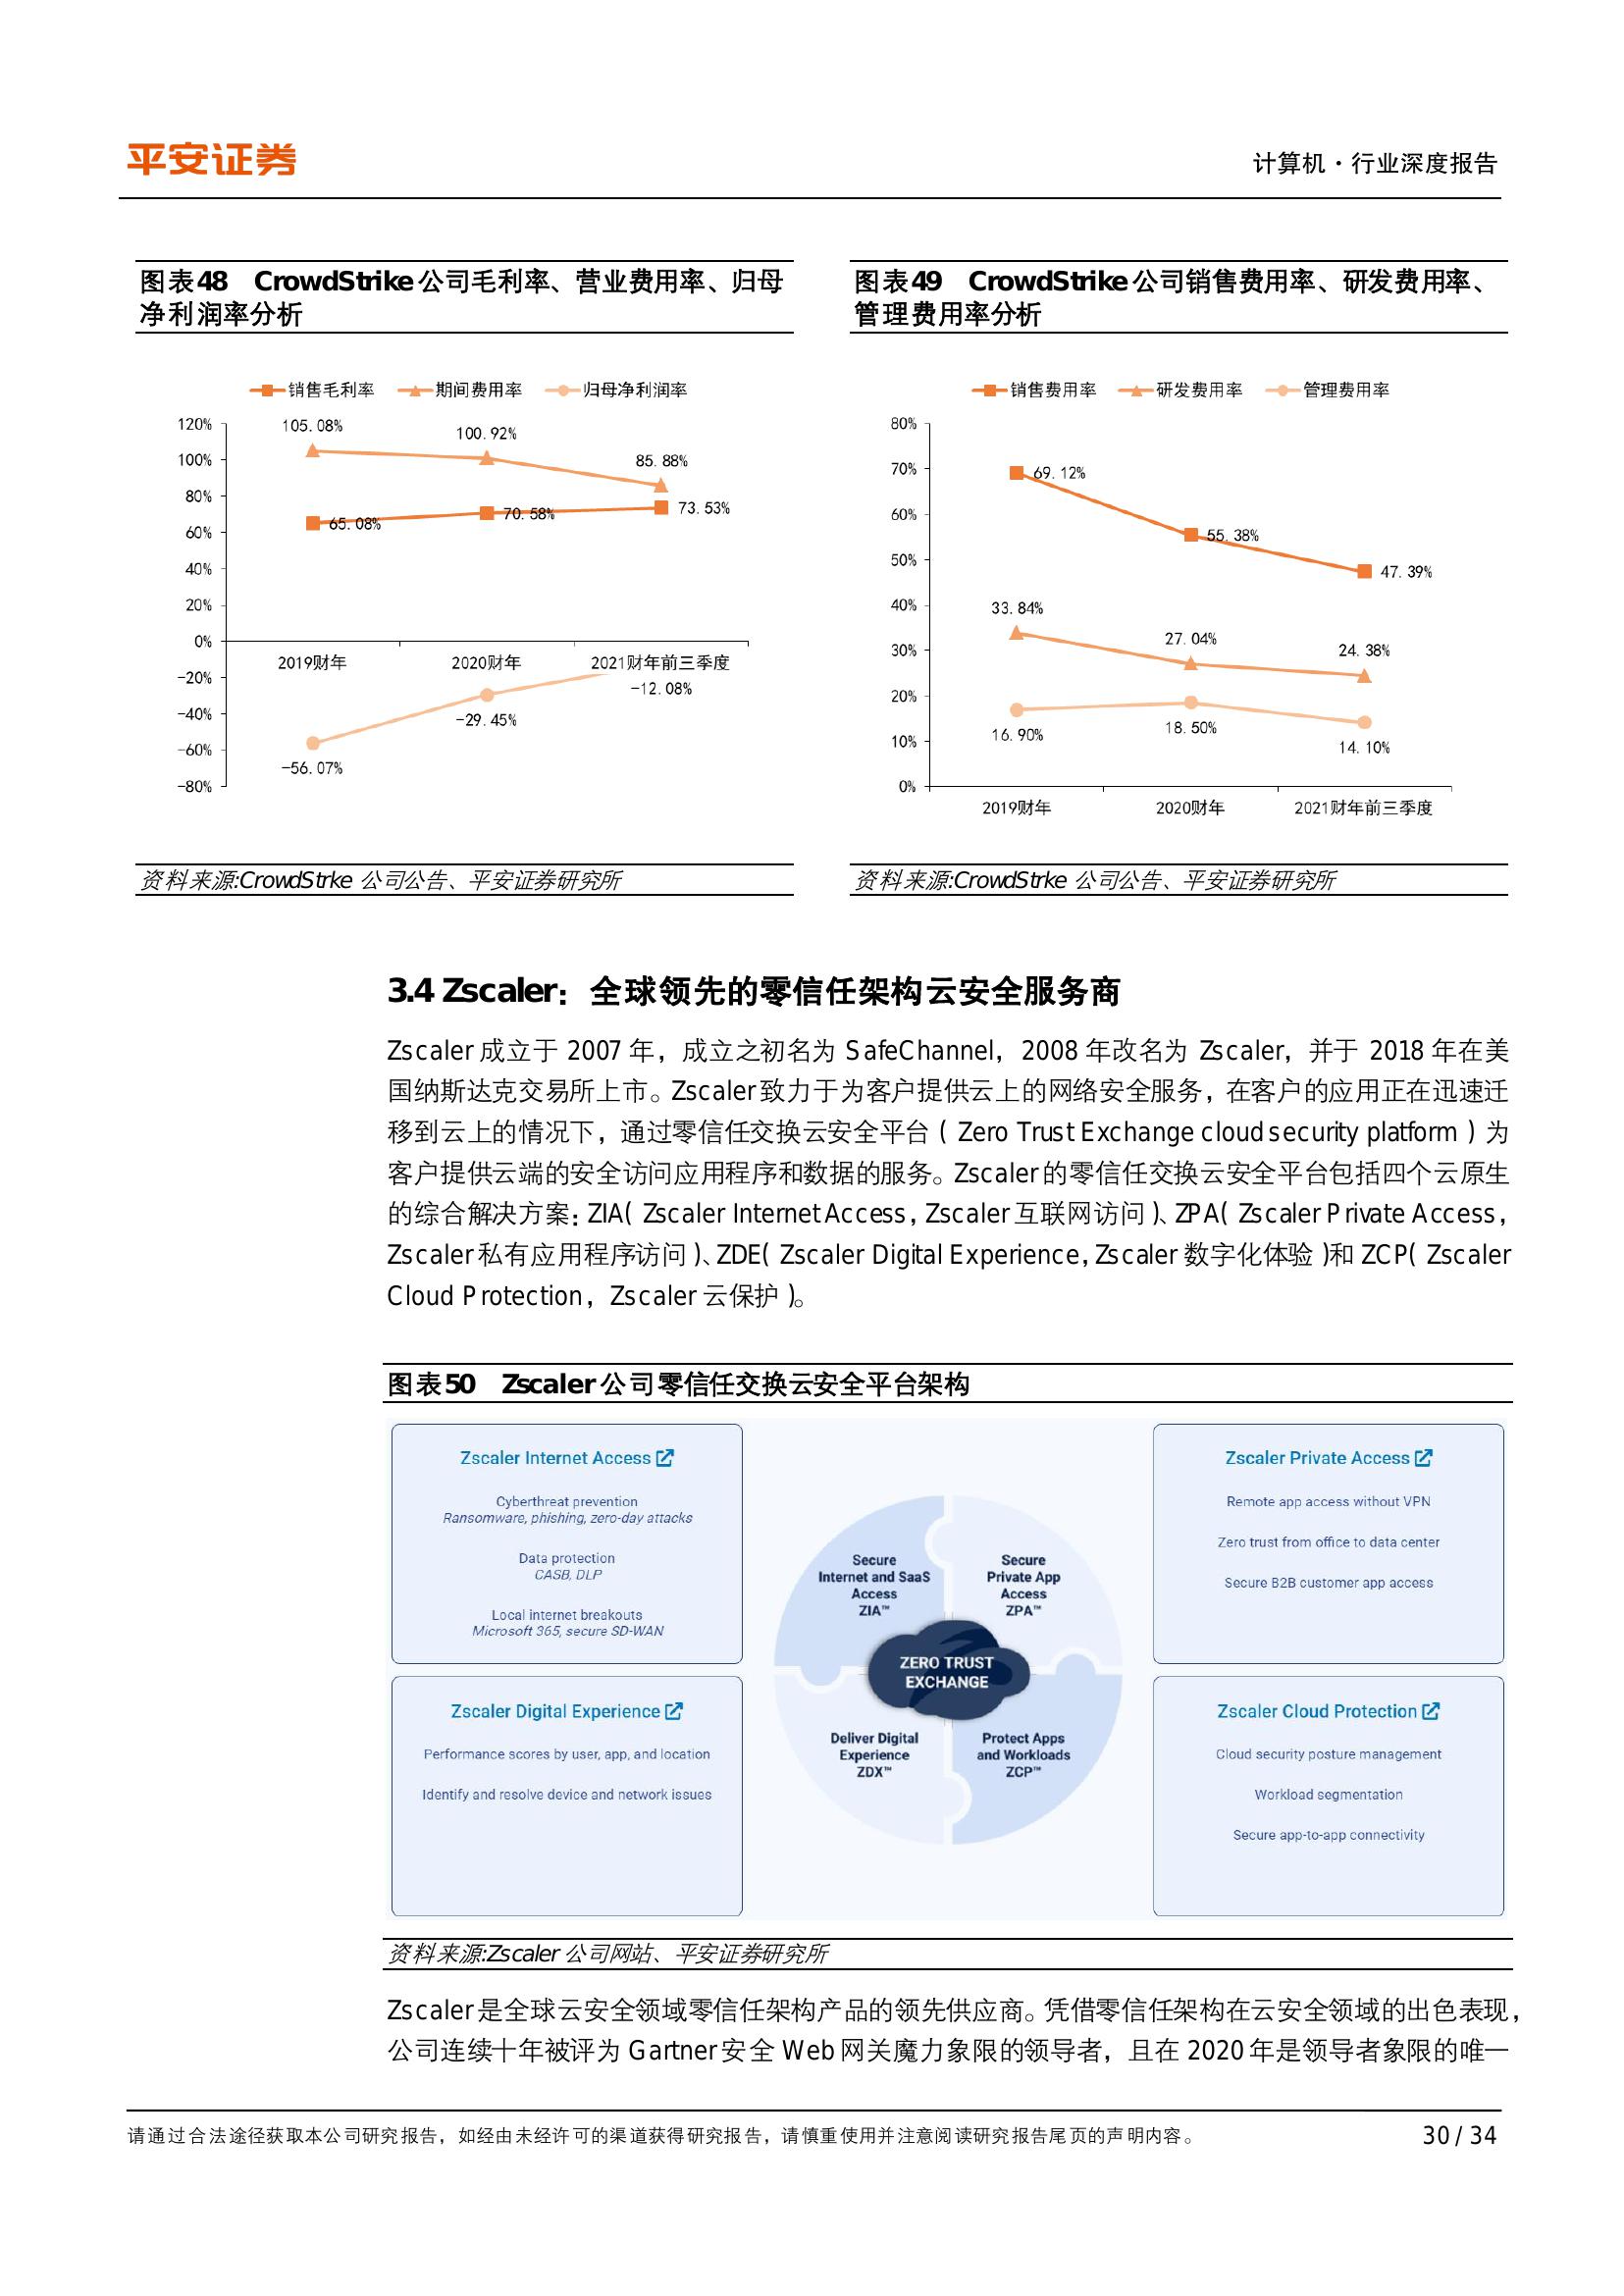 平安证券
计算机·行业深度报告
图表48 CrowdStrike公司毛利率、营业费用率、归母
净利润率分析
销售毛利率 期间费用率 归母净利润率
120%
100%
80%
60%
40%
20%
0%
-20%
-40%
-60%
-80%
105.08%
100.92%
85.88%
65.08%
70.58%
73.53%
2019财年 2020财年 2021财年前三季度
-12.08%
-29.45%
-56.07%
资料来源:CrowdStrke 公司公告、平安证券研究所
图表49 CrowdStrike公司销售费用率、研发费用率、
管理费用率分析
销售费用率 研发费用率 管理费用率
80%
70%
60%
50%
40%
30%
20%
10%
0%
69.12%
55.38%
47.39%
33.84%
27.04%
24.38%
16.90%
18.50%
14.10%
2019财年 2020财年 2021财年前三季度
资料来源:CrowdStrke 公司公告、平安证券研究所
3.4 Zscaler：全球领先的零信任架构云安全服务商
Zscaler成立于 2007 年，成立之初名为 SafeChannel，2008 年改名为 Zscaler，并于 2018 年在美
国纳斯达克交易所上市。Zscaler致力于为客户提供云上的网络安全服务，在客户的应用正在迅速迁
移到云上的情况下，通过零信任交换云安全平台（Zero Trust Exchange cloud security platform）为
客户提供云端的安全访问应用程序和数据的服务。Zscaler的零信任交换云安全平台包括四个云原生
的综合解决方案：ZIA（Zscaler Internet Access，Zscaler互联网访问）、ZPA（Zscaler Private Access，
Zscaler私有应用程序访问）、ZDE（Zscaler Digital Experience，Zscaler 数字化体验）和 ZCP（Zscaler
Cloud Protection，Zscaler 云保护）。
图表50 Zscaler公司零信任交换云安全平台架构
Zscaler Internet Access
Cyberthreat prevention
Ransomware, phishing, zero-day attacks
Data protection
CASB, DLP
Local internet breakouts
Microsoft 365, secure SD-WAN
Zscaler Private Access
Remote app access without VPN
Zero trust from office to data center
Secure B2B customer app access
Secure
Internet and SaaS
Access
ZIA™
Secure
Private App
Access
ZPA™
ZERO TRUST
EXCHANGE
Deliver Digital
Experience
ZDX™
Protect Apps
and Workloads
ZCP™
Zscaler Digital Experience
Performance scores by user, app, and location
Identify and resolve device and network issues
Zscaler Cloud Protection
Cloud security posture management
Workload segmentation
Secure app-to-app connectivity
资料来源:Zscaler 公司网站、平安证券研究所
Zscaler是全球云安全领域零信任架构产品的领先供应商。凭借零信任架构在云安全领域的出色表现，
公司连续十年被评为 Gartner安全 Web网关魔力象限的领导者，且在 2020年是领导者象限的唯一
请通过合法途径获取本公司研究报告，如经由未经许可的渠道获得研究报告，请慎重使用并注意阅读研究报告尾页的声明内容。
30 / 34